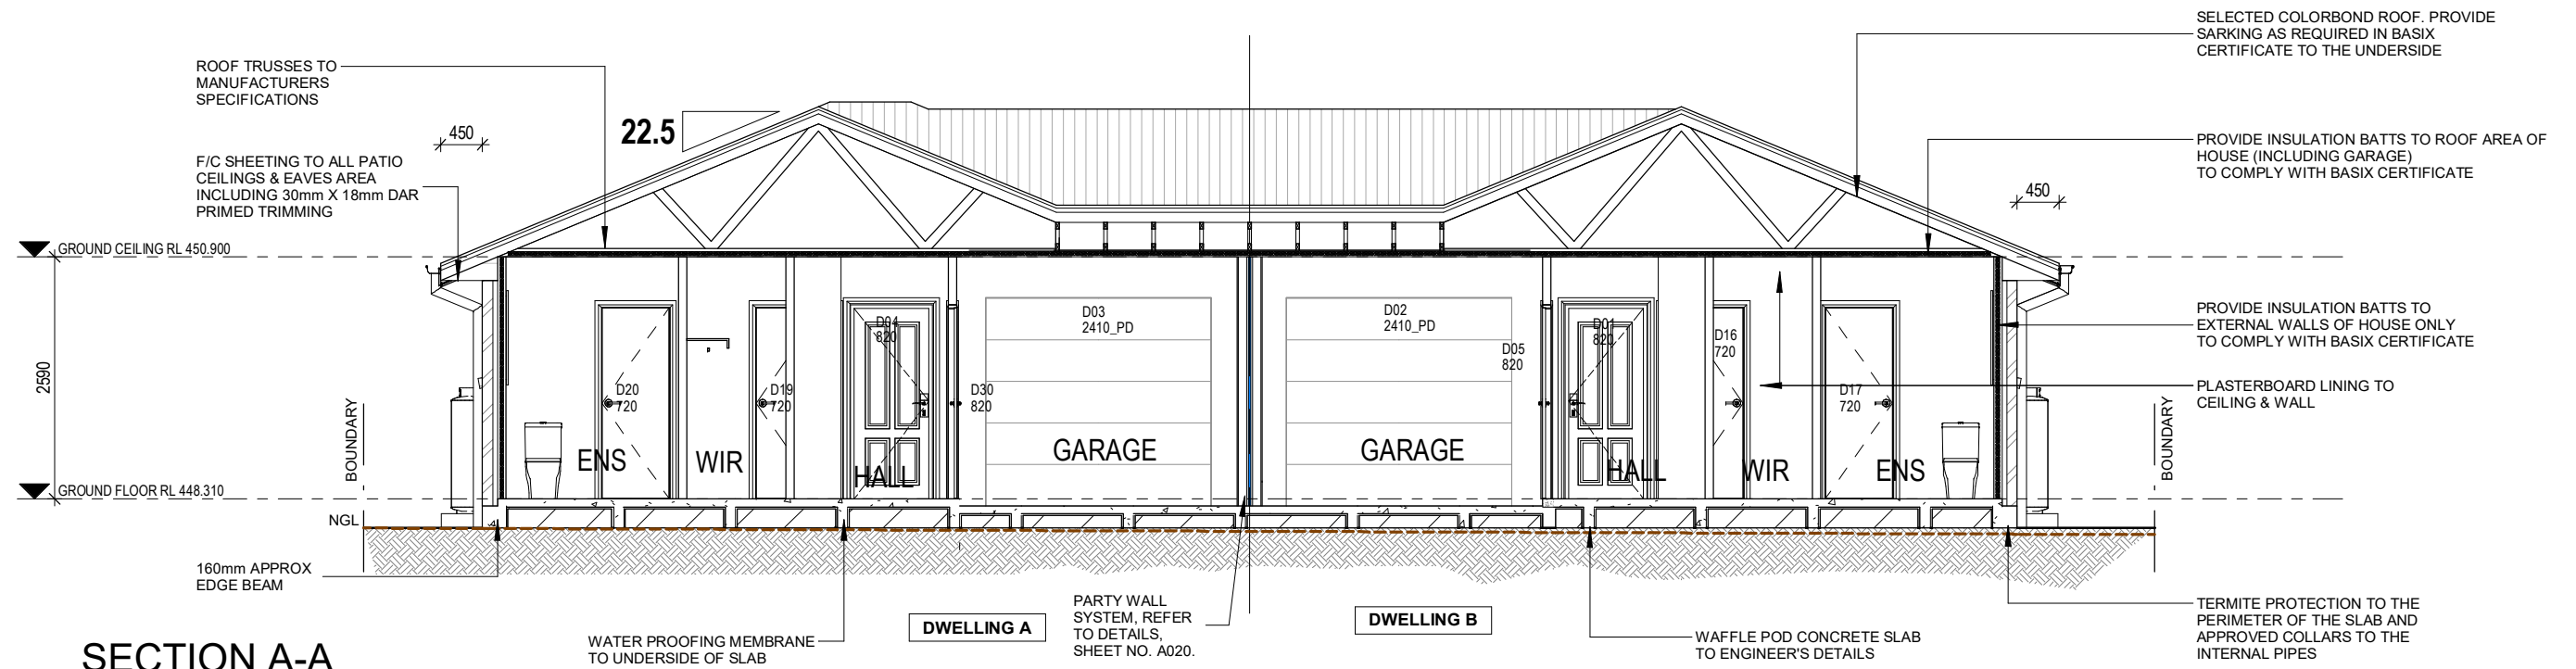 SELECTED COLORBOND ROOF. PROVIDE
SARKING AS REQUIRED IN BASIX
CERTIFICATE TO THE UNDERSIDE
ROOF TRUSSES TO
MANUFACTURERS
SPECIFICATIONS
22.5
450
F/C SHEETING TO ALL PATIO
CEILINGS & EAVES AREA
INCLUDING 30mm X 18mm DAR
PRIMED TRIMMING
PROVIDE INSULATION BATTS TO ROOF AREA OF
HOUSE (INCLUDING GARAGE)
TO COMPLY WITH BASIX CERTIFICATE
450
GROUND CEILING RL 450.900
PROVIDE INSULATION BATTS TO
EXTERNAL WALLS OF HOUSE ONLY
TO COMPLY WITH BASIX CERTIFICATE
D03
2410_PD
D02
2410_PD
D04
820
D01
820
D16
720
D05
820
2590
D20
720
D19
720
D30
820
D17
720
PLASTERBOARD LINING TO
CEILING & WALL
BOUNDARY
BOUNDARY
ENS
WIR
HALL
GARAGE
GARAGE
HALL
WIR
ENS
GROUND FLOOR RL 448.310
NGL
160mm APPROX
EDGE BEAM
WATER PROOFING MEMBRANE
TO UNDERSIDE OF SLAB
DWELLING A
PARTY WALL
SYSTEM, REFER
TO DETAILS,
SHEET NO. A020.
DWELLING B
WAFFLE POD CONCRETE SLAB
TO ENGINEER'S DETAILS
TERMITE PROTECTION TO THE
PERIMETER OF THE SLAB AND
APPROVED COLLARS TO THE
INTERNAL PIPES
SECTION A-A